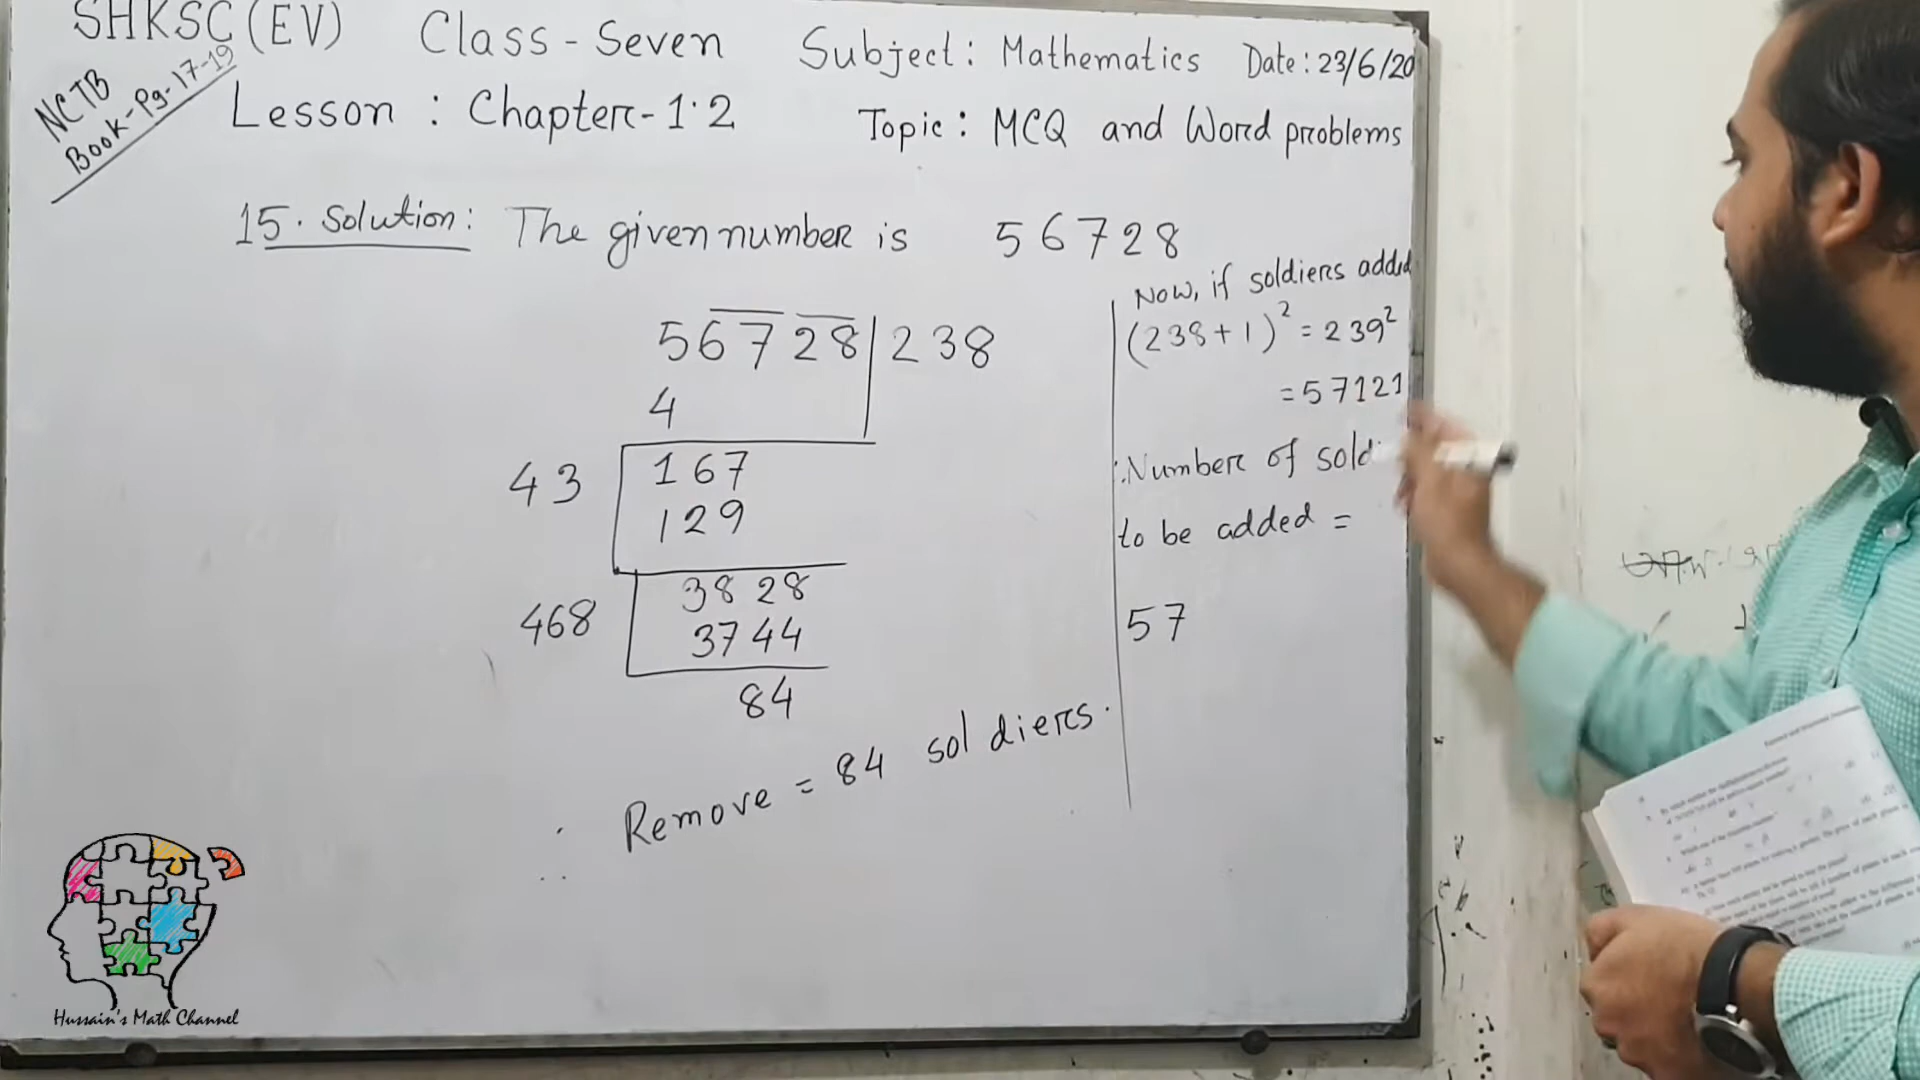 SHKSC(EV) Class-Seven Subject: Mathematics Date: 23/6/20
NCTB
Book-Pg-17-19
Lesson : Chapter-1.2 Topic: MCQ and Word problems
15. Solution: The given number is 56728
56728 238
4
43 167
129
468 3828
3744
84
∴ Remove = 84 soldiers.
Now, if soldiers added
(238+1)² = 239²
= 57121
∴ Number of sold
to be added =
57
Hussain's Math Channel